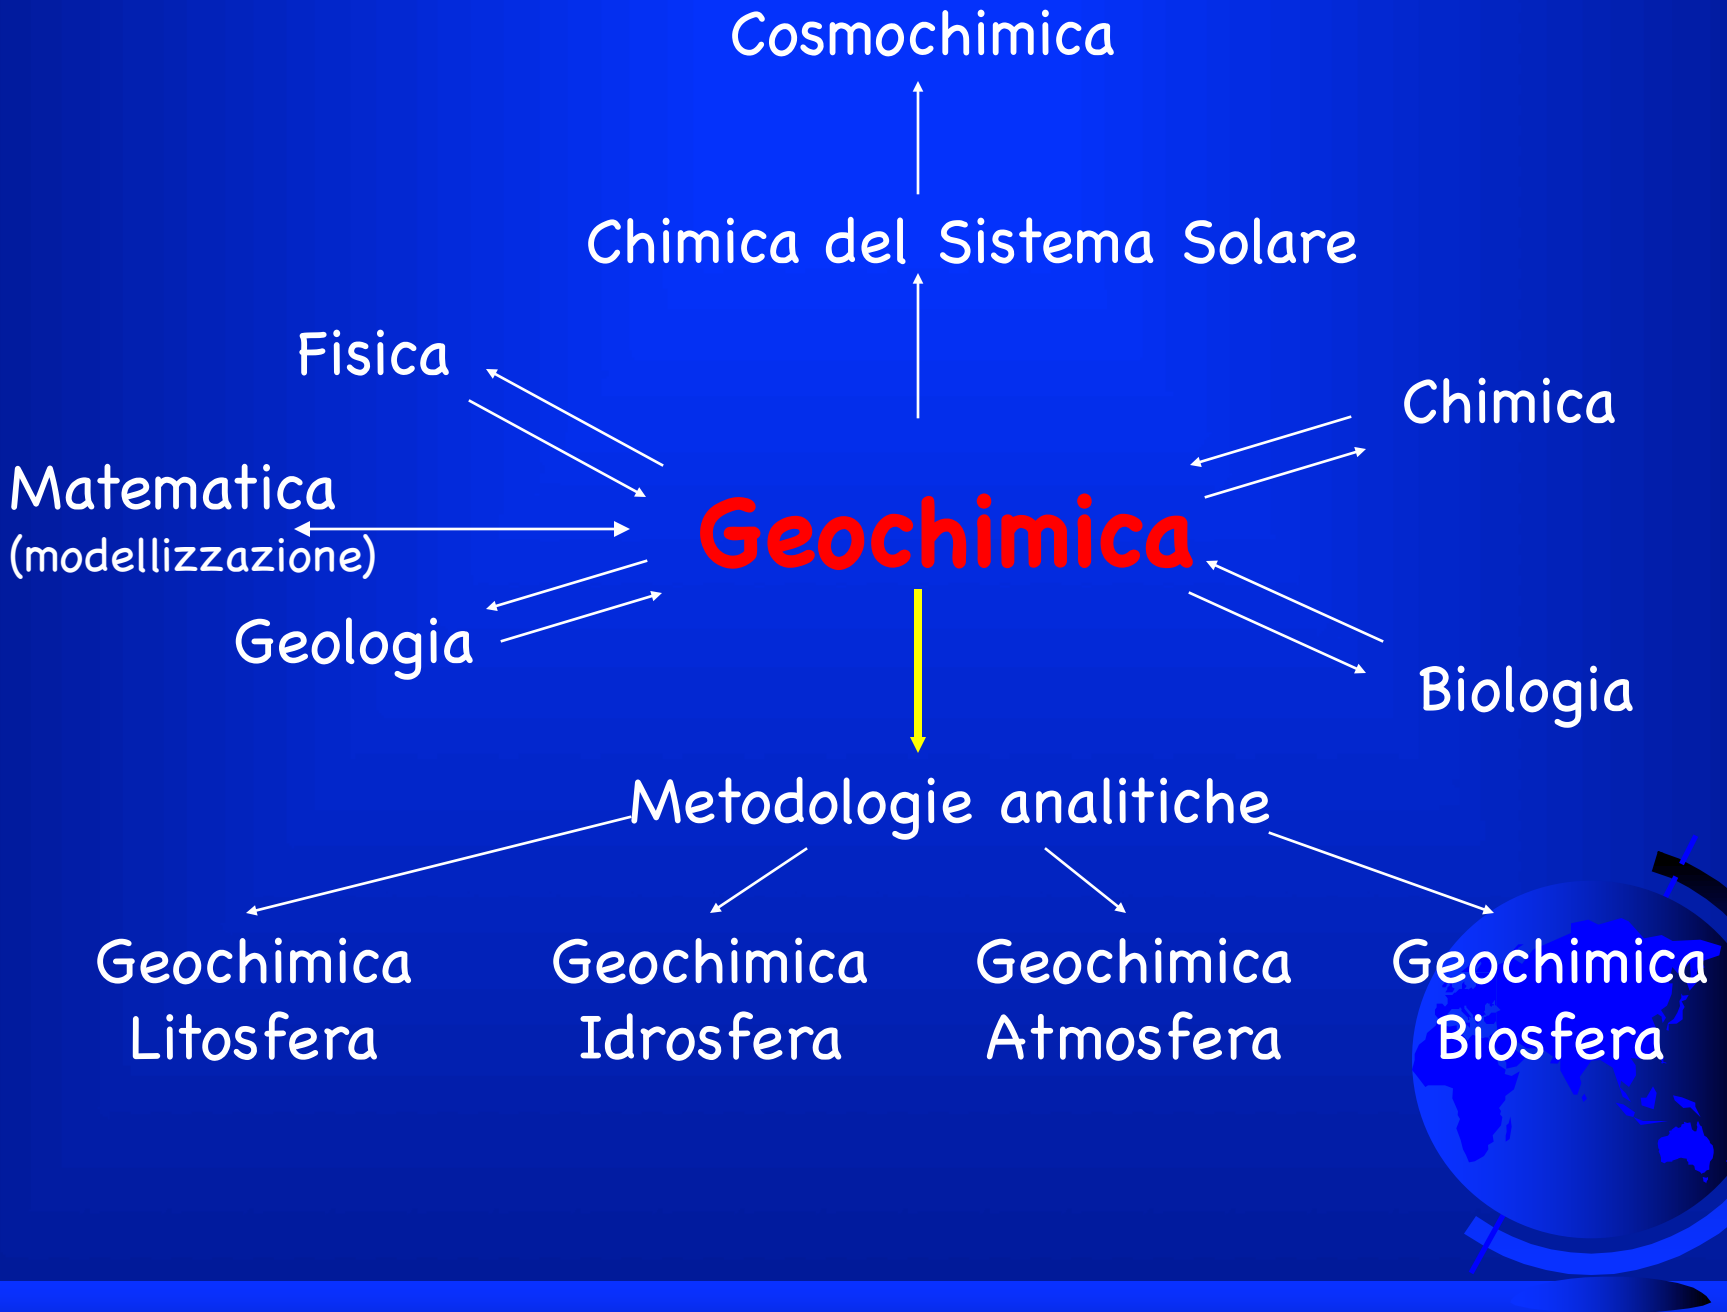 Cosmochimica
Chimica del Sistema Solare
Fisica
Chimica
Matematica
(modellizzazione)
Geochimica
Geologia
Biologia
Metodologie analitiche
Geochimica
Litosfera
Geochimica
Idrosfera
Geochimica
Atmosfera
Geochimica
Biosfera